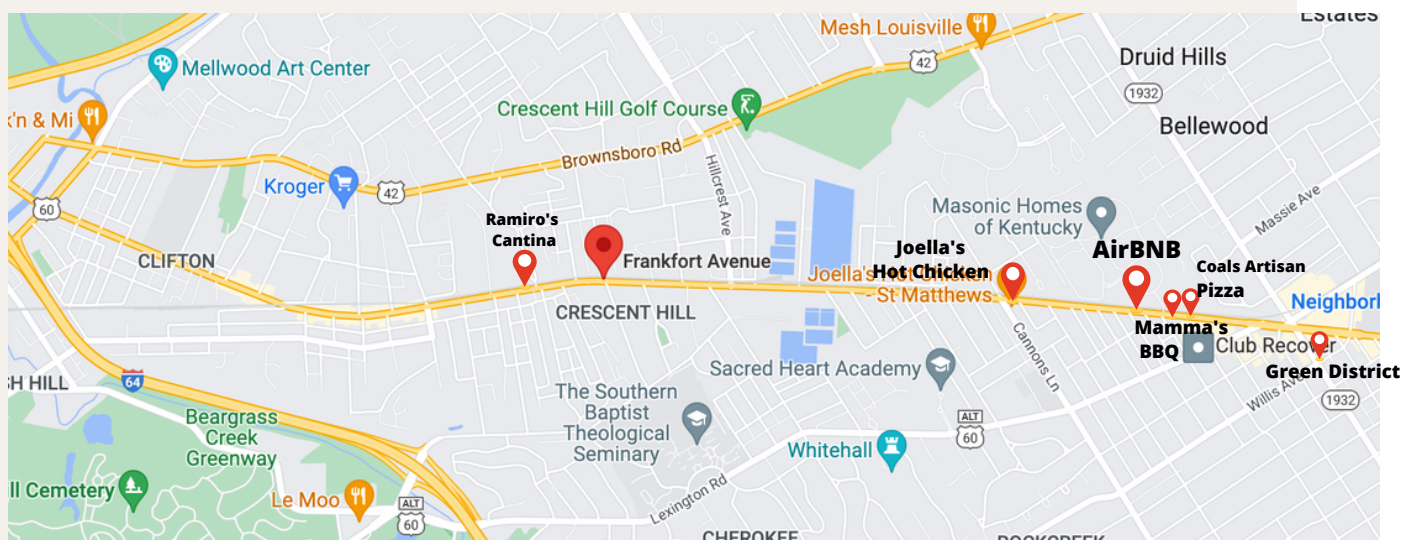 Estates
Mesh Louisville
42
Druid Hills
Mellwood Art Center
1932
Crescent Hill Golf Course
k'n & Mi
Bellewood
Brownsboro Rd
Hillcrest Ave
Kroger
42
60
Massie Ave
Masonic Homes
of Kentucky
Ramiro's
Cantina
Joella's
Hot Chicken
AirBNB
CLIFTON
Frankfort Avenue
Coals Artisan
Pizza
St Matthews
Neighborh
CRESCENT HILL
Mamma's
BBQ
Club Recover
Cannons Ln
SH HILL
64
Sacred Heart Academy
Green District
Willis Ave
1932
The Southern
Baptist
Theological
Seminary
Beargrass
Creek
Greenway
ALT
60
Whitehall
ll Cemetery
Le Moo
Lexington Rd
ALT
60
CHEROKEE